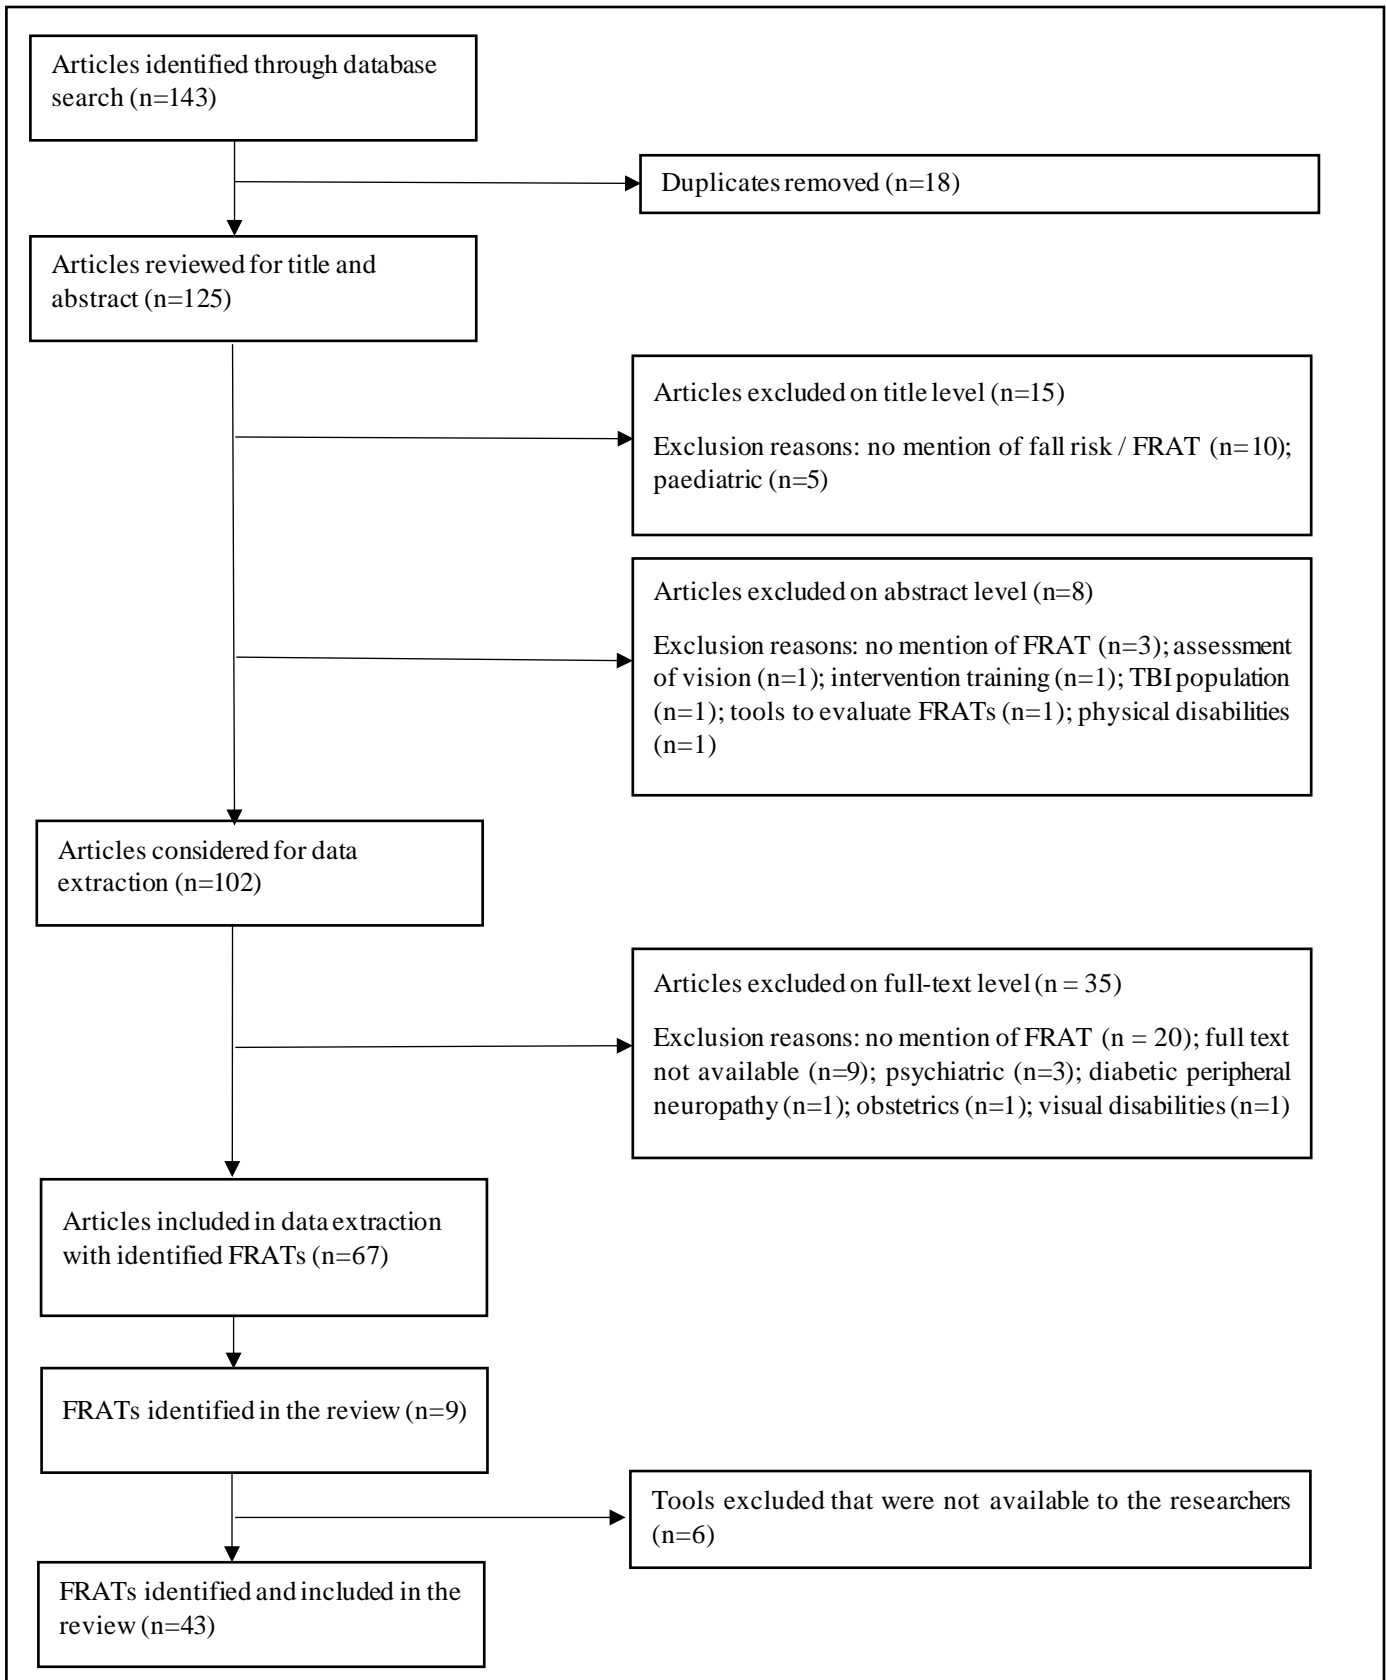 Articles identified through database
search (n=143)
Duplicates removed (n=18)
Articles reviewed for title and
abstract (n=125)
Articles excluded on title level (n=15)
Exclusion reasons: no mention of fall risk / FRAT (n=10);
paediatric (n=5)
Articles excluded on abstract level (n=8)
Exclusion reasons: no mention of FRAT (n=3); assessment
of vision (n=1); intervention training (n=1); TBI population
(n=1); tools to evaluate FRATs (n=1); physical disabilities
(n=1)
Articles considered for data
extraction (n=102)
Articles excluded on full-text level (n = 35)
Exclusion reasons: no mention of FRAT (n = 20); full text
not available (n=9); psychiatric (n=3); diabetic peripheral
neuropathy (n=1); obstetrics (n=1); visual disabilities (n=1)
Articles included in data extraction
with identified FRATs (n=67)
FRATs identified in the review (n=9)
Tools excluded that were not available to the researchers
(n=6)
FRATs identified and included in the
review (n=43)